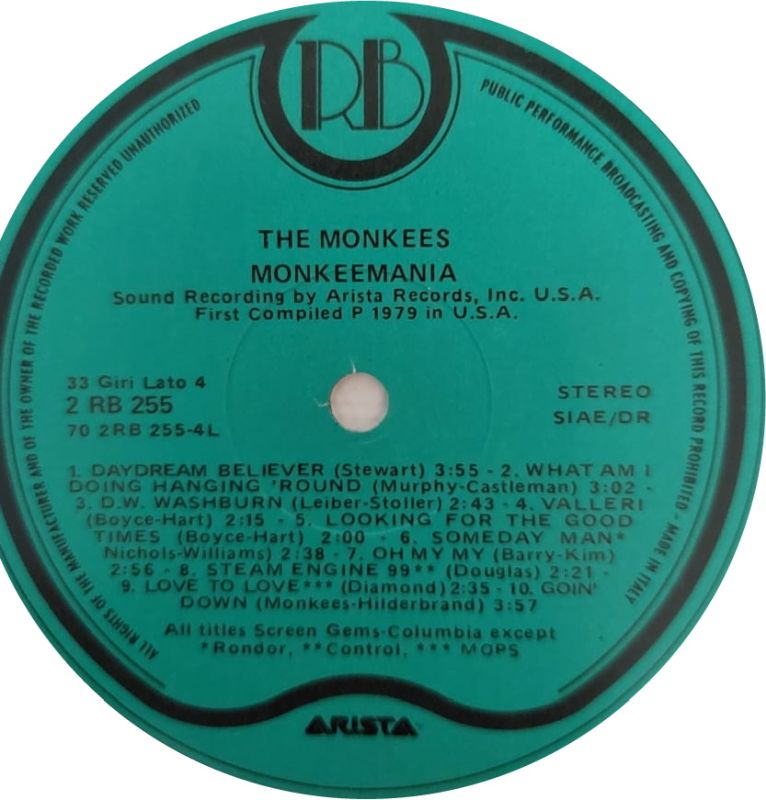 RB
ALL RIGHTS OF THE MANUFACTURER AND OF THE OWNER OF THE RECORDED WORK RESERVED UNAUTHORIZED
PUBLIC PERFORMANCE BROADCASTING AND COPYING OF THIS RECORD PROHIBITED MADE IN ITALY
THE MONKEES
MONKEEMANIA
Sound Recording by Arista Records, Inc. U.S.A.
First Compiled P 1979 in U.S.A.
33 Giri Lato 4
2 RB 255
70 2RB 255-4L
STEREO
SIAE/DR
1. DAYDREAM BELIEVER (Stewart) 3:55 - 2. WHAT AM I
DOING HANGING 'ROUND (Murphy-Castleman) 3:02 -
3. D.W. WASHBURN (Leiber-Stoller) 2:43 - 4. VALLERI
(Boyce-Hart) 2:15 - 5. LOOKING FOR THE GOOD
TIMES (Boyce-Hart) 2:00 - 6. SOMEDAY MAN*
Nichols-Williams) 2:38 - 7. OH MY MY (Barry-Kim)
2:56 - 8. STEAM ENGINE 99** (Douglas) 2:21 -
9. LOVE TO LOVE*** (Diamond) 2:35 - 10. GOIN'
DOWN (Monkees-Hilderbrand) 3:57
All titles Screen Gems-Columbia except
*Rondor, **Control, *** MOPS
ARISTA